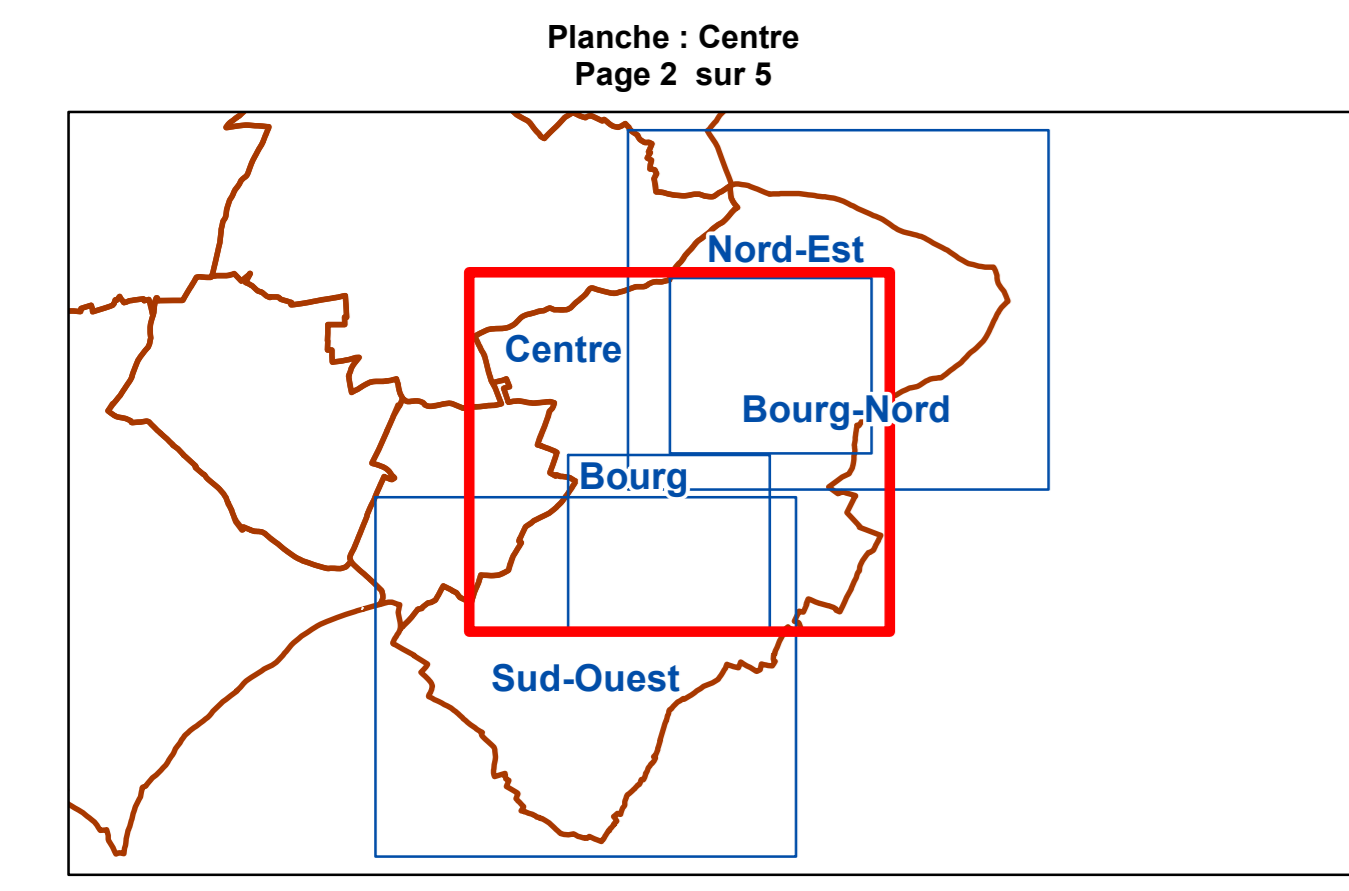 Planche : Centre
Page 2 sur 5
Nord-Est
Centre
Bourg-Nord
Bourg
Sud-Ouest